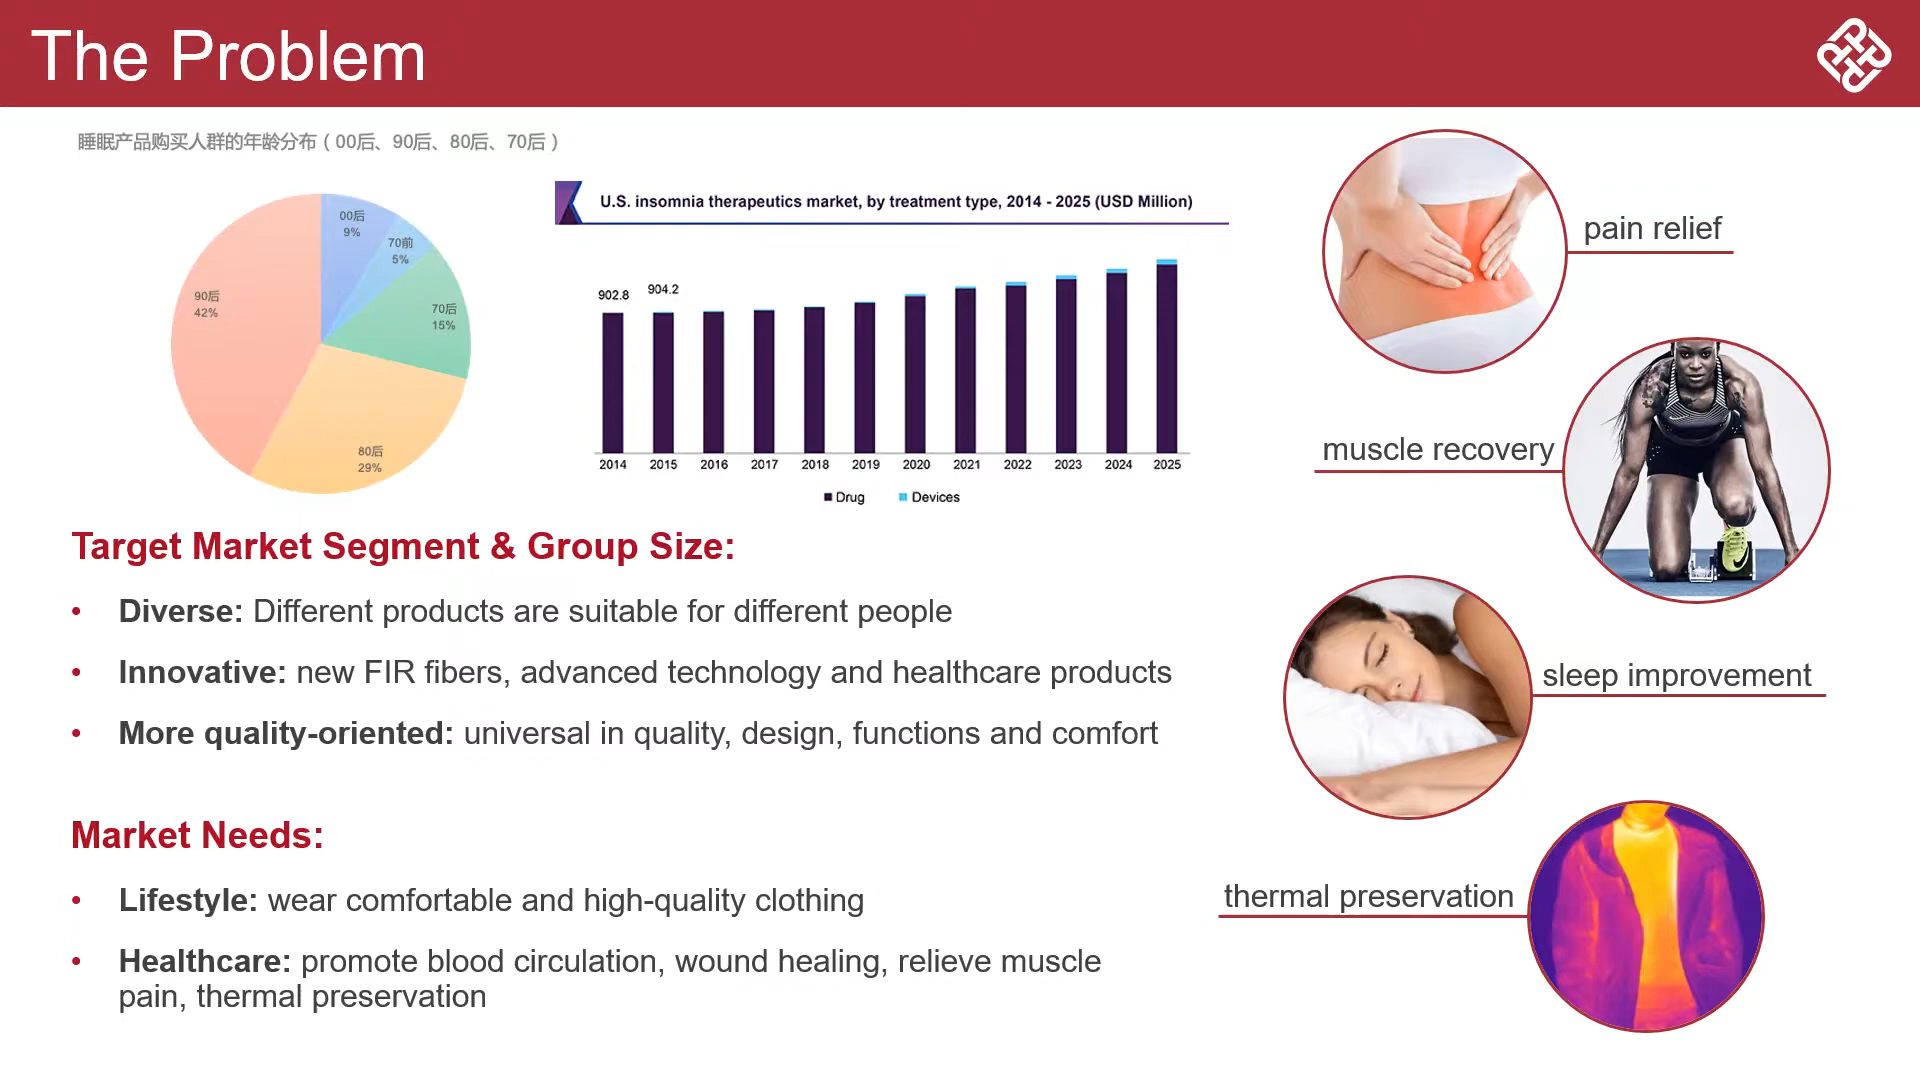 The Problem
睡眠产品购买人群的年龄分布（00后、90后、80后、70后）
00后
9%
70前
5%
70后
15%
80后
29%
90后
42%
U.S. insomnia therapeutics market, by treatment type, 2014 - 2025 (USD Million)
902.8
904.2
2014 2015 2016 2017 2018 2019 2020 2021 2022 2023 2024 2025
Drug Devices
pain relief
muscle recovery
sleep improvement
thermal preservation
Target Market Segment & Group Size:
• Diverse: Different products are suitable for different people
• Innovative: new FIR fibers, advanced technology and healthcare products
• More quality-oriented: universal in quality, design, functions and comfort
Market Needs:
• Lifestyle: wear comfortable and high-quality clothing
• Healthcare: promote blood circulation, wound healing, relieve muscle
pain, thermal preservation